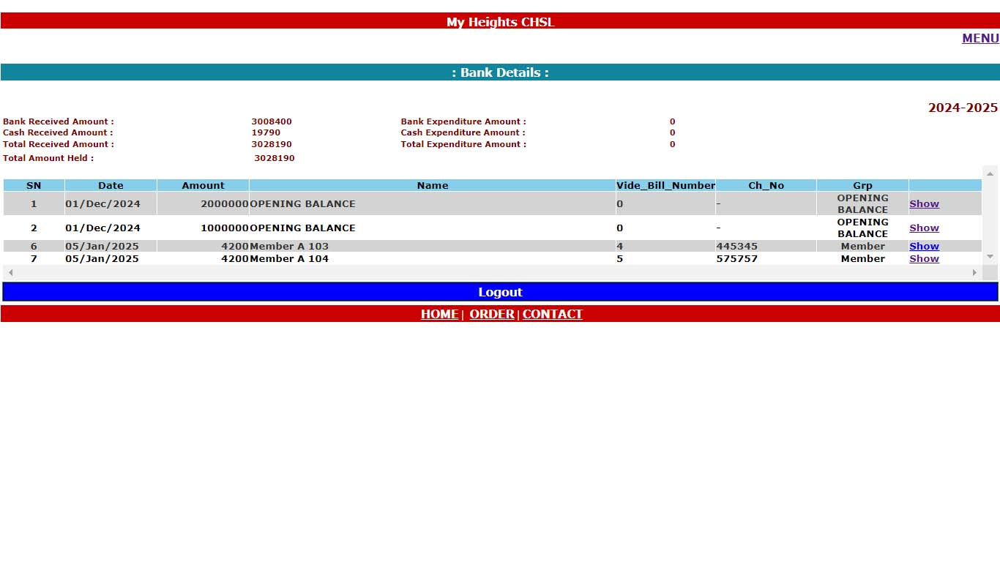 My Heights CHSL
MENU
: Bank Details :
2024-2025
Bank Received Amount : 3008400 Bank Expenditure Amount : 0
Cash Received Amount : 19790 Cash Expenditure Amount : 0
Total Received Amount : 3028190 Total Expenditure Amount : 0
Total Amount Held : 3028190
SN Date Amount Name Vide_Bill_Number Ch_No Grp
1 01/Dec/2024 2000000 OPENING BALANCE 0 - OPENING BALANCE Show
2 01/Dec/2024 1000000 OPENING BALANCE 0 - OPENING BALANCE Show
6 05/Jan/2025 4200 Member A 103 4 445345 Member Show
7 05/Jan/2025 4200 Member A 104 5 575757 Member Show
Logout
HOME | ORDER | CONTACT